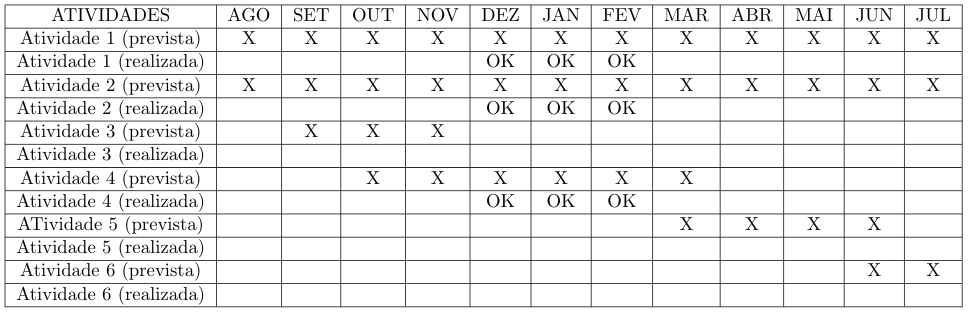 ATIVIDADES AGO SET OUT NOV DEZ JAN FEV MAR ABR MAI JUN JUL
Atividade 1 (prevista) X X X X X X X X X X X X
Atividade 1 (realizada) OK OK OK
Atividade 2 (prevista) X X X X X X X X X X X X
Atividade 2 (realizada) OK OK OK
Atividade 3 (prevista) X X X
Atividade 3 (realizada)
Atividade 4 (prevista) X X X X X X
Atividade 4 (realizada) OK OK OK
ATividade 5 (prevista) X X X X
Atividade 5 (realizada)
Atividade 6 (prevista) X X
Atividade 6 (realizada)